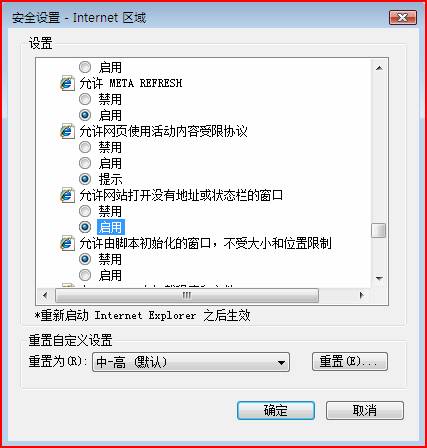 安全设置 - Internet 区域
设置
启用
允许 META REFRESH
禁用
启用
允许网页使用活动内容受限协议
禁用
启用
提示
允许网站打开没有地址或状态栏的窗口
禁用
启用
允许由脚本初始化的窗口，不受大小和位置限制
禁用
启用
*重新启动 Internet Explorer 之后生效
重置自定义设置
重置为(R): 中-高 (默认) 重置(E)...
确定 取消